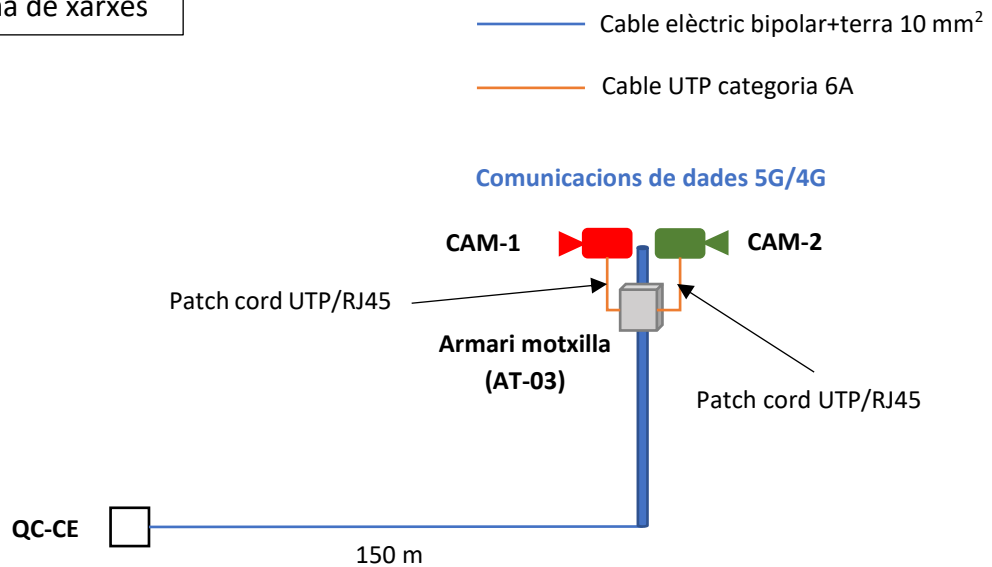 de xarxes
Cable elèctric bipolar+terra 10 mm²
Cable UTP categoria 6A
Comunicacions de dades 5G/4G
CAM-1
CAM-2
Patch cord UTP/RJ45
Armari motxilla
(AT-03)
Patch cord UTP/RJ45
QC-CE
150 m